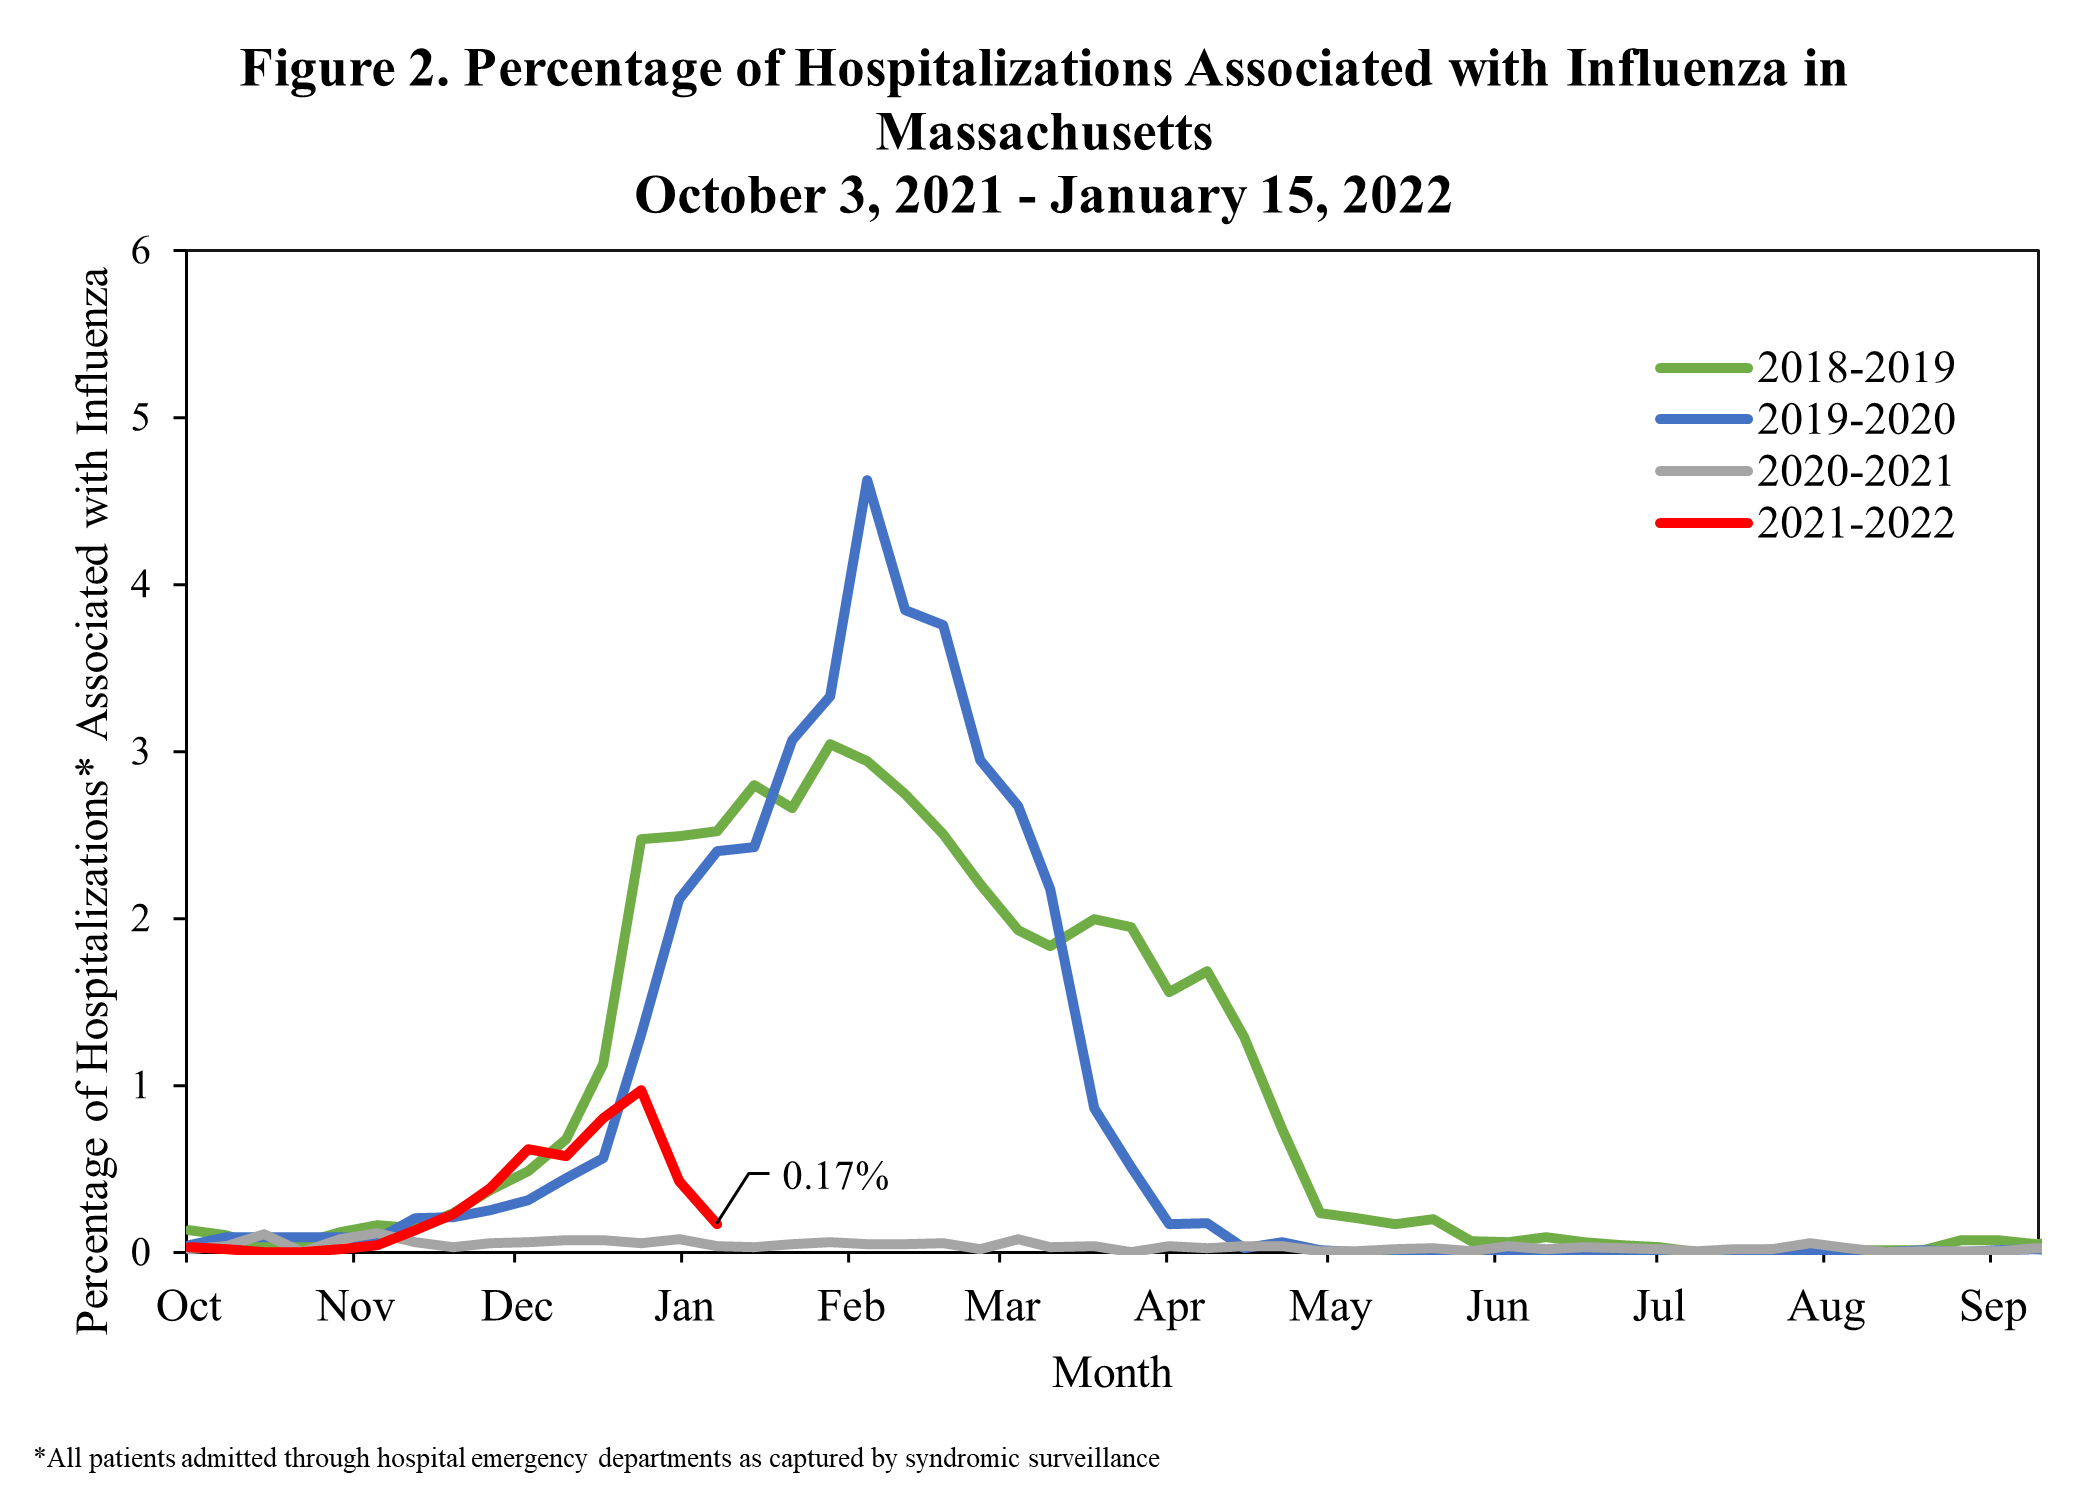 Figure 2. Percentage of Hospitalizations Associated with Influenza in
Massachusetts
October 3, 2021 - January 15, 2022
Percentage of Hospitalizations* Associated with Influenza
6
5
4
3
2
1
0
2018-2019
2019-2020
2020-2021
2021-2022
0.17%
Oct Nov Dec Jan Feb Mar Apr May Jun Jul Aug Sep
Month
*All patients admitted through hospital emergency departments as captured by syndromic surveillance